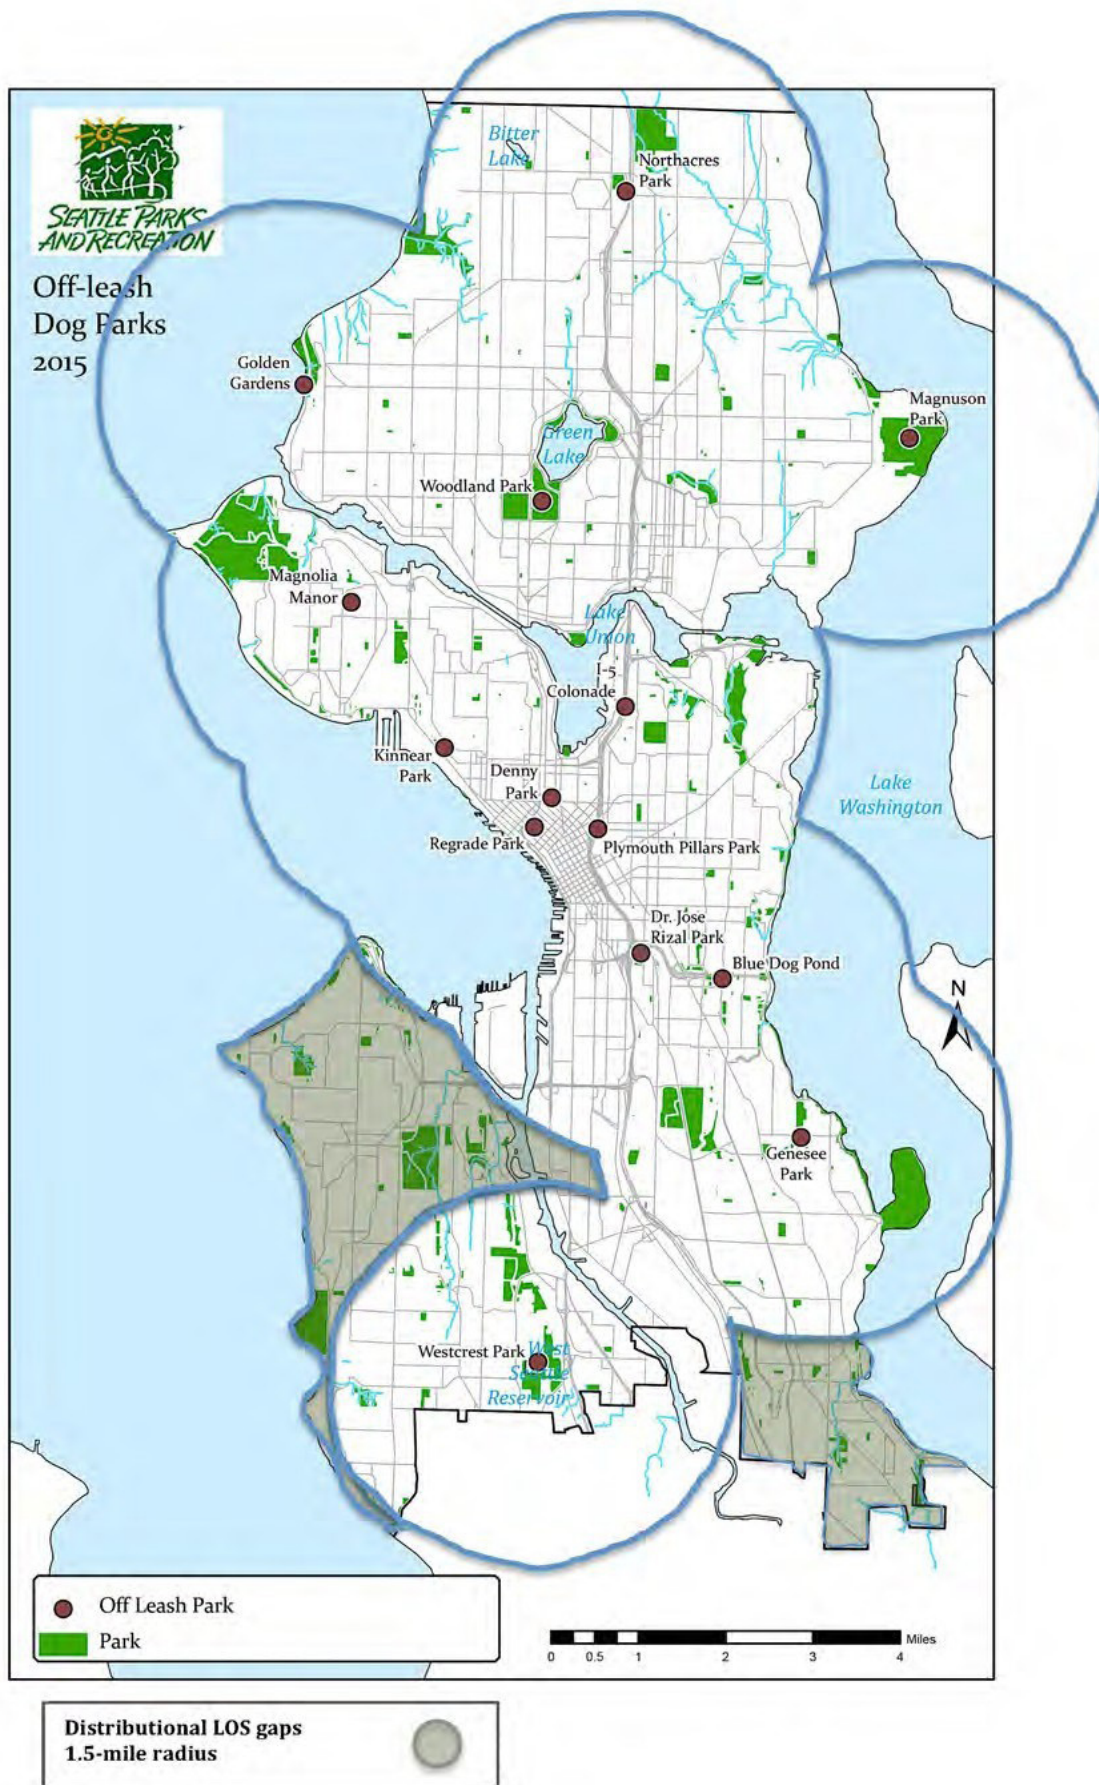 SEATTLE PARKS
AND RECREATION
Off-leash
Dog Parks
2015
Bitter
Lake
Northacres
Park
Golden
Gardens
Magnuson
Park
Green
Lake
Woodland Park
Magnolia
Manor
Lake
Union
I-5
Colonade
Kinnear
Park
Denny
Park
Lake
Washington
Regrade Park
Plymouth Pillars Park
Dr. Jose
Rizal Park
Blue Dog Pond
N
Genesee
Park
Westcrest Park
West
Seattle
Reservoir
Off Leash Park
Park
0 0.5 1 2 3 4 Miles
Distributional LOS gaps
1.5-mile radius